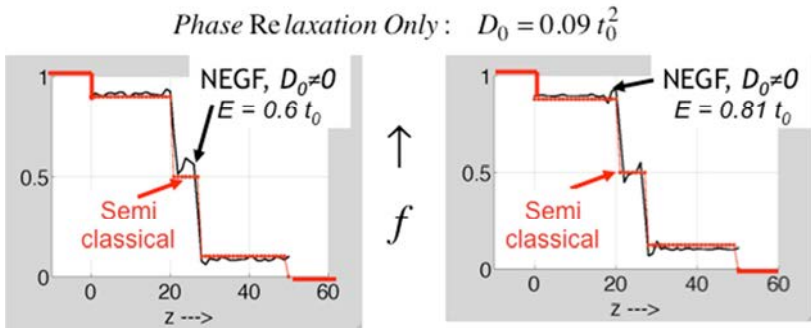 Phase Relaxation Only: D₀ = 0.09 t₀²
1
0.5
0
NEGF, D₀≠0
E = 0.6 t₀
Semi
classical
0
20
40
60
z --->
↑
f
1
0.5
0
NEGF, D₀≠0
E = 0.81 t₀
Semi
classical
0
20
40
60
z --->